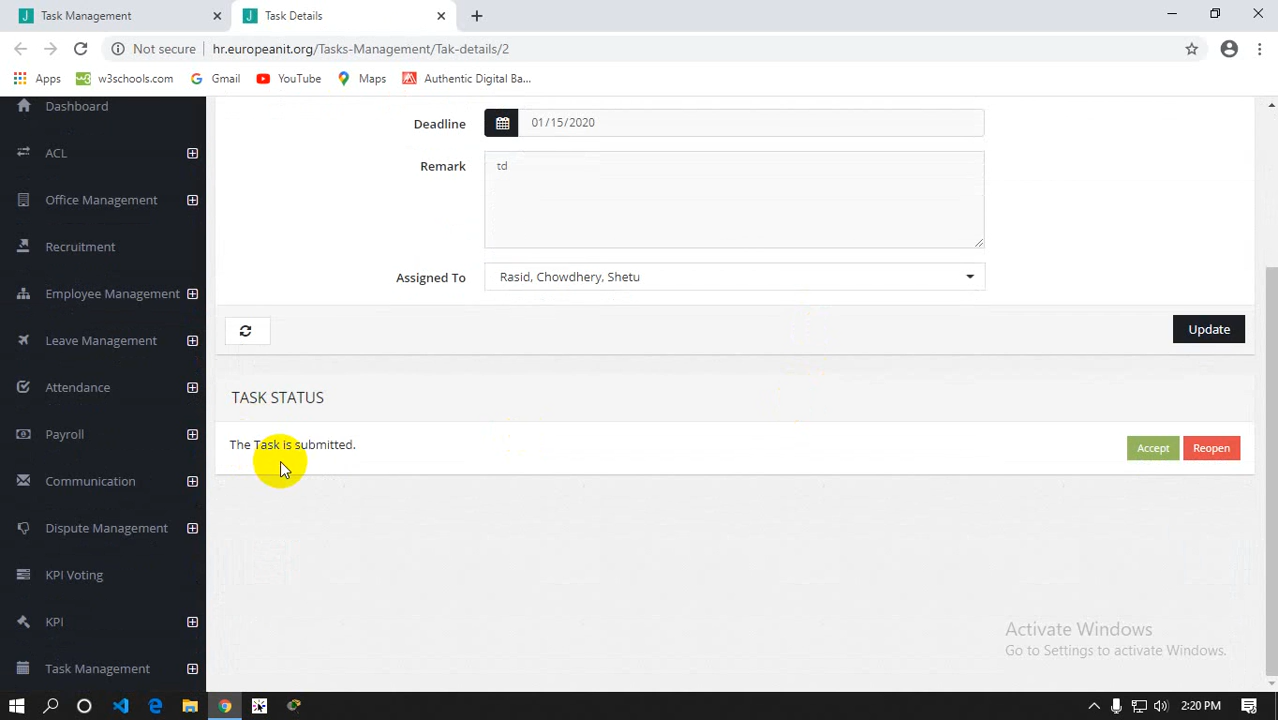 Task Management
Task Details
Not secure
hr.europeanit.org/Tasks-Management/Tak-details/2
Apps
w3schools.com
Gmail
YouTube
Maps
Authentic Digital Ba...
Dashboard
ACL
Office Management
Recruitment
Employee Management
Leave Management
Attendance
Payroll
Communication
Dispute Management
KPI Voting
KPI
Task Management
Deadline
01/15/2020
Remark
td
Assigned To
Rasid, Chowdhery, Shetu
Update
TASK STATUS
The Task is submitted.
Accept
Reopen
Activate Windows
Go to Settings to activate Windows.
2:20 PM